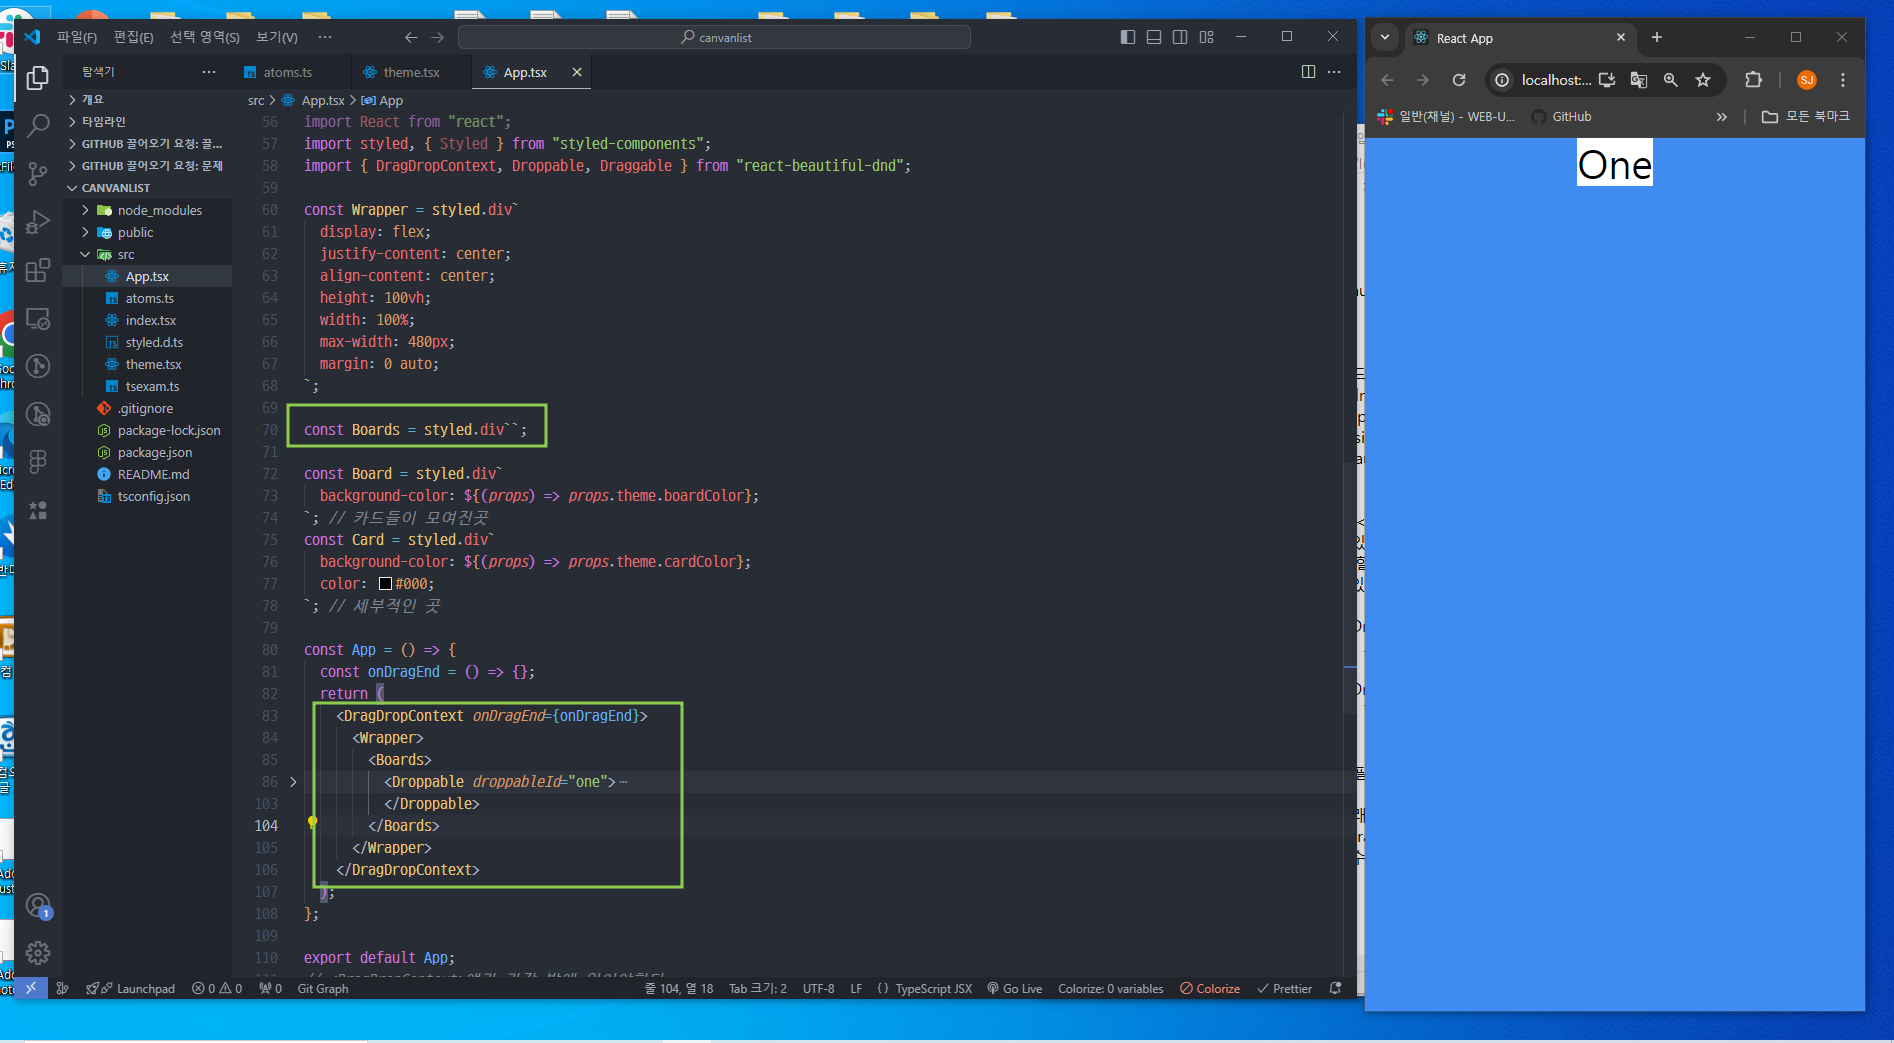 파일(F) 편집(E) 선택 영역(S) 보기(V) ··· canvanlist
탐색기 ···
개요
타임라인
GITHUB 끌어오기 요청: 끌...
GITHUB 끌어오기 요청: 문제
CANVANLIST
node_modules
public
src
App.tsx
atoms.ts
index.tsx
styled.d.ts
theme.tsx
tsexam.ts
.gitignore
package-lock.json
package.json
README.md
tsconfig.json
atoms.ts theme.tsx App.tsx
src > App.tsx > App
56 import React from "react";
57 import styled, { Styled } from "styled-components";
58 import { DragDropContext, Droppable, Draggable } from "react-beautiful-dnd";
59
60 const Wrapper = styled.div`
61 display: flex;
62 justify-content: center;
63 align-content: center;
64 height: 100vh;
65 width: 100%;
66 max-width: 480px;
67 margin: 0 auto;
68 `;
69
70 const Boards = styled.div``;
71
72 const Board = styled.div`
73 background-color: ${(props) => props.theme.boardColor};
74 `; // 카드들이 모여진곳
75 const Card = styled.div`
76 background-color: ${(props) => props.theme.cardColor};
77 color: #000;
78 `; // 세부적인 곳
79
80 const App = () => {
81 const onDragEnd = () => {};
82 return (
83 <DragDropContext onDragEnd={onDragEnd}>
84 <Wrapper>
85 <Boards>
86 <Droppable droppableId="one"> ···
103 </Droppable>
104 </Boards>
105 </Wrapper>
106 </DragDropContext>
107 );
108 };
109
110 export default App;
1
Launchpad 0 0 0 Git Graph 줄 104, 열 18 Tab 크기: 2 UTF-8 LF {} TypeScript JSX Go Live Colorize: 0 variables Colorize Prettier
React App
localhost:... SJ
일반(채널) - WEB-U... GitHub » 모든 북마크
One